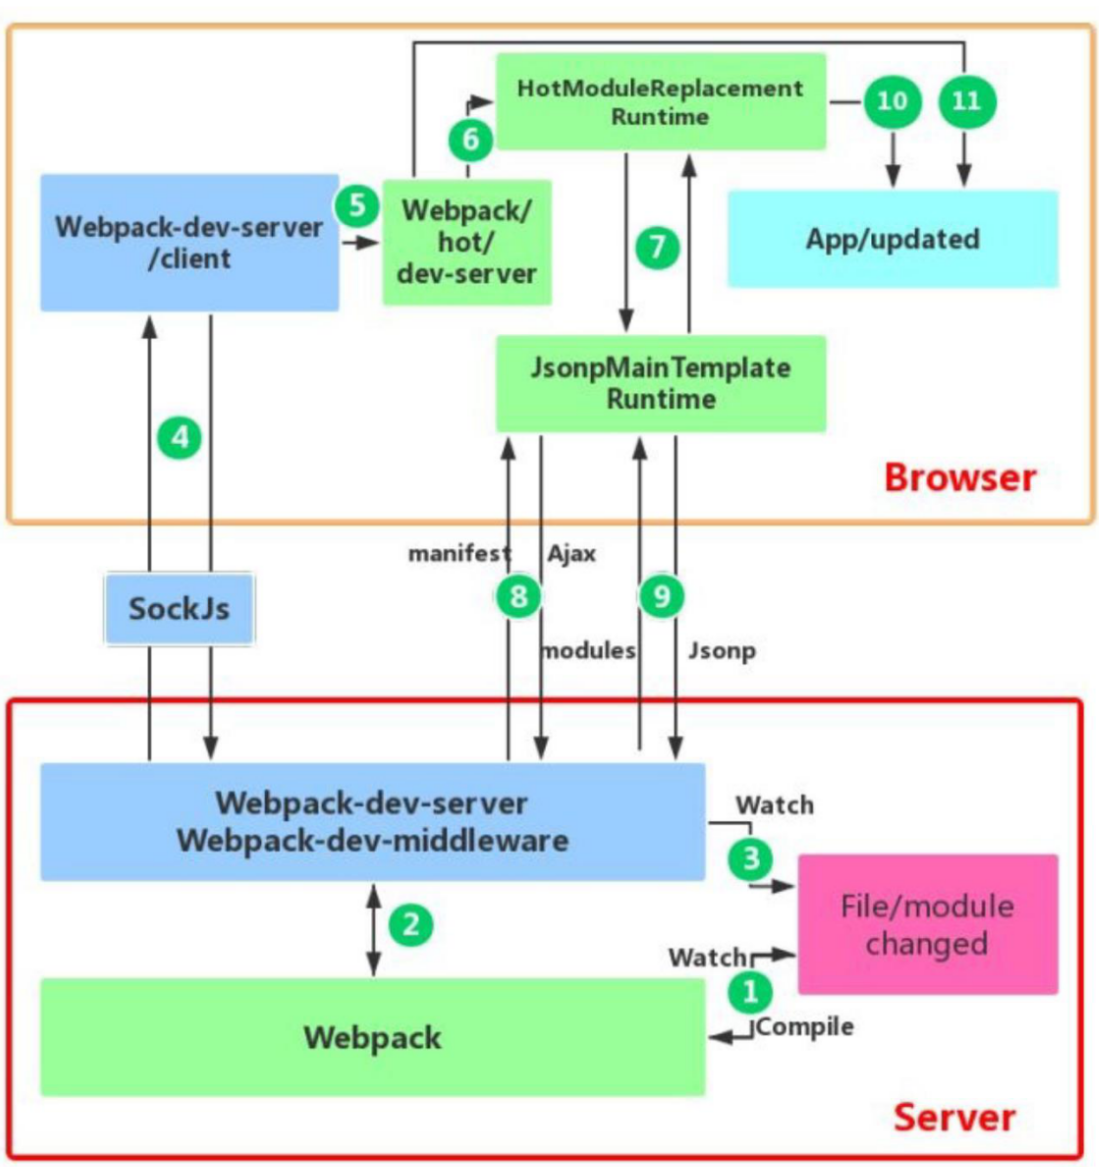 HotModuleReplacement
Runtime
10
11
6
5
Webpack-dev-server
/client
Webpack/
hot/
dev-server
7
App/updated
JsonpMainTemplate
Runtime
4
Browser
manifest
Ajax
8
9
SockJs
modules
Jsonp
Webpack-dev-server
Webpack-dev-middleware
Watch
3
File/module
changed
2
Watch
1
Compile
Webpack
Server